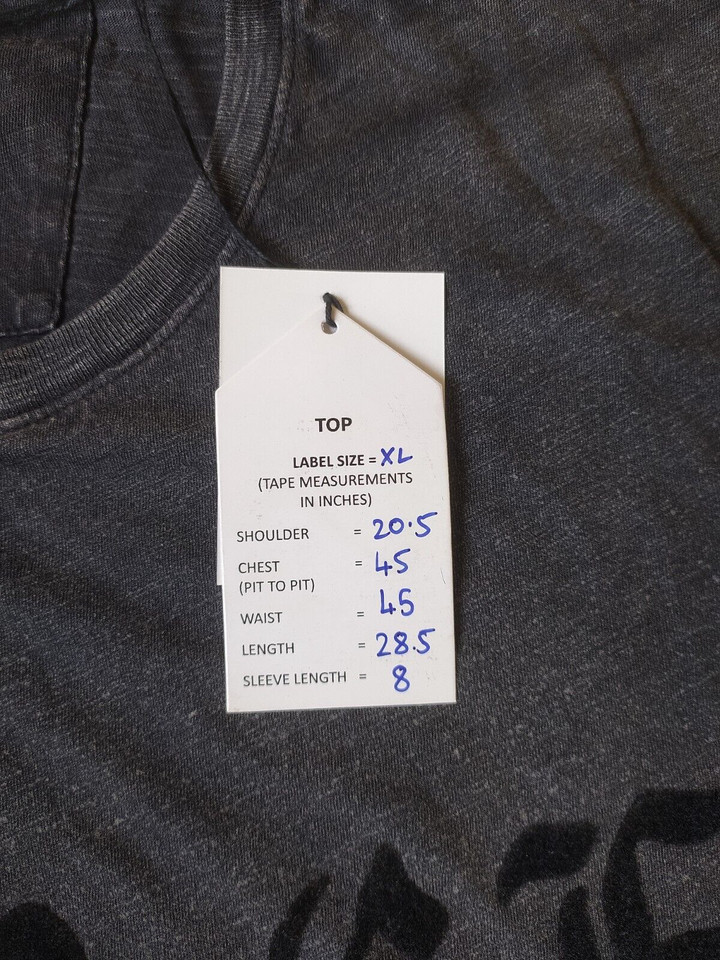 TOP
LABEL SIZE = XL
(TAPE MEASUREMENTS
IN INCHES)
SHOULDER = 20.5
CHEST = 45
(PIT TO PIT)
WAIST = 45
LENGTH = 28.5
SLEEVE LENGTH = 8